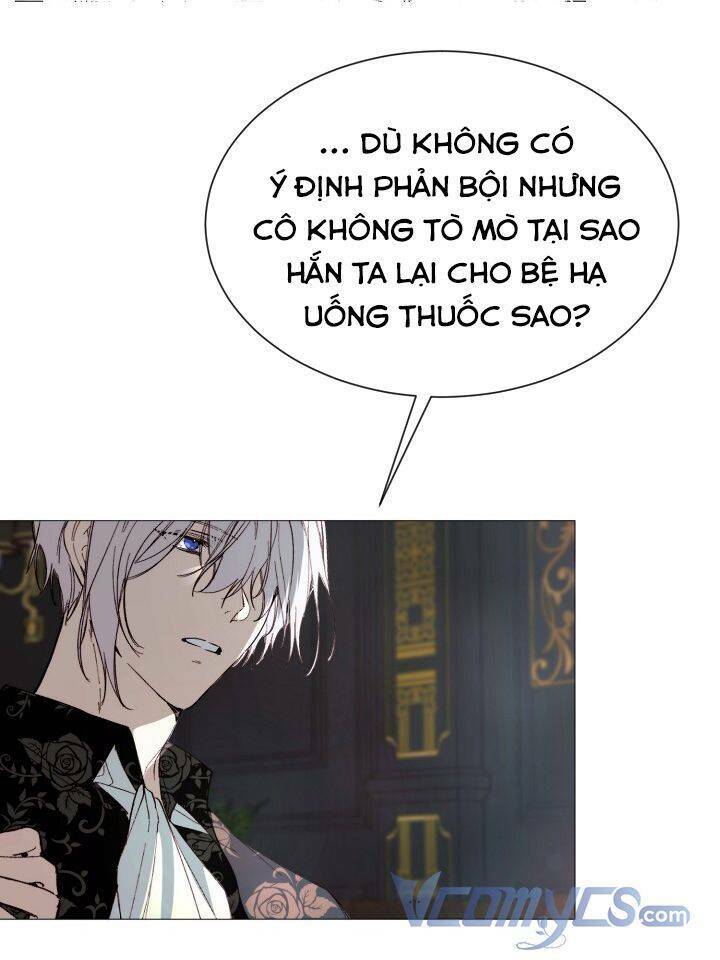 ... DÙ KHÔNG CÓ
Ý ĐỊNH PHẢN BỘI NHƯNG
CÔ KHÔNG TÒ MÒ TẠI SAO
HẮN TA LẠI CHO BỆ HẠ
UỐNG THUỐC SAO?
VCOMYCS.com